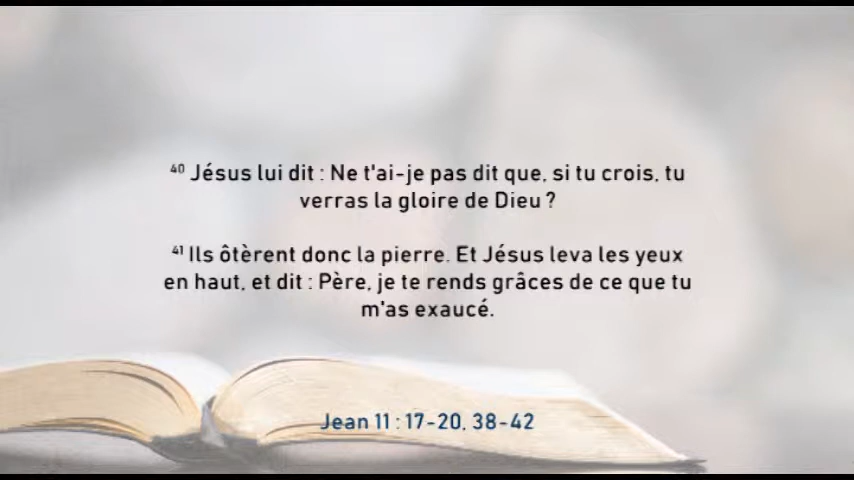 40 Jésus lui dit : Ne t'ai-je pas dit que, si tu crois, tu
verras la gloire de Dieu ?
41 Ils ôtèrent donc la pierre. Et Jésus leva les yeux
en haut, et dit : Père, je te rends grâces de ce que tu
m'as exaucé.
Jean 11 : 17-20, 38-42